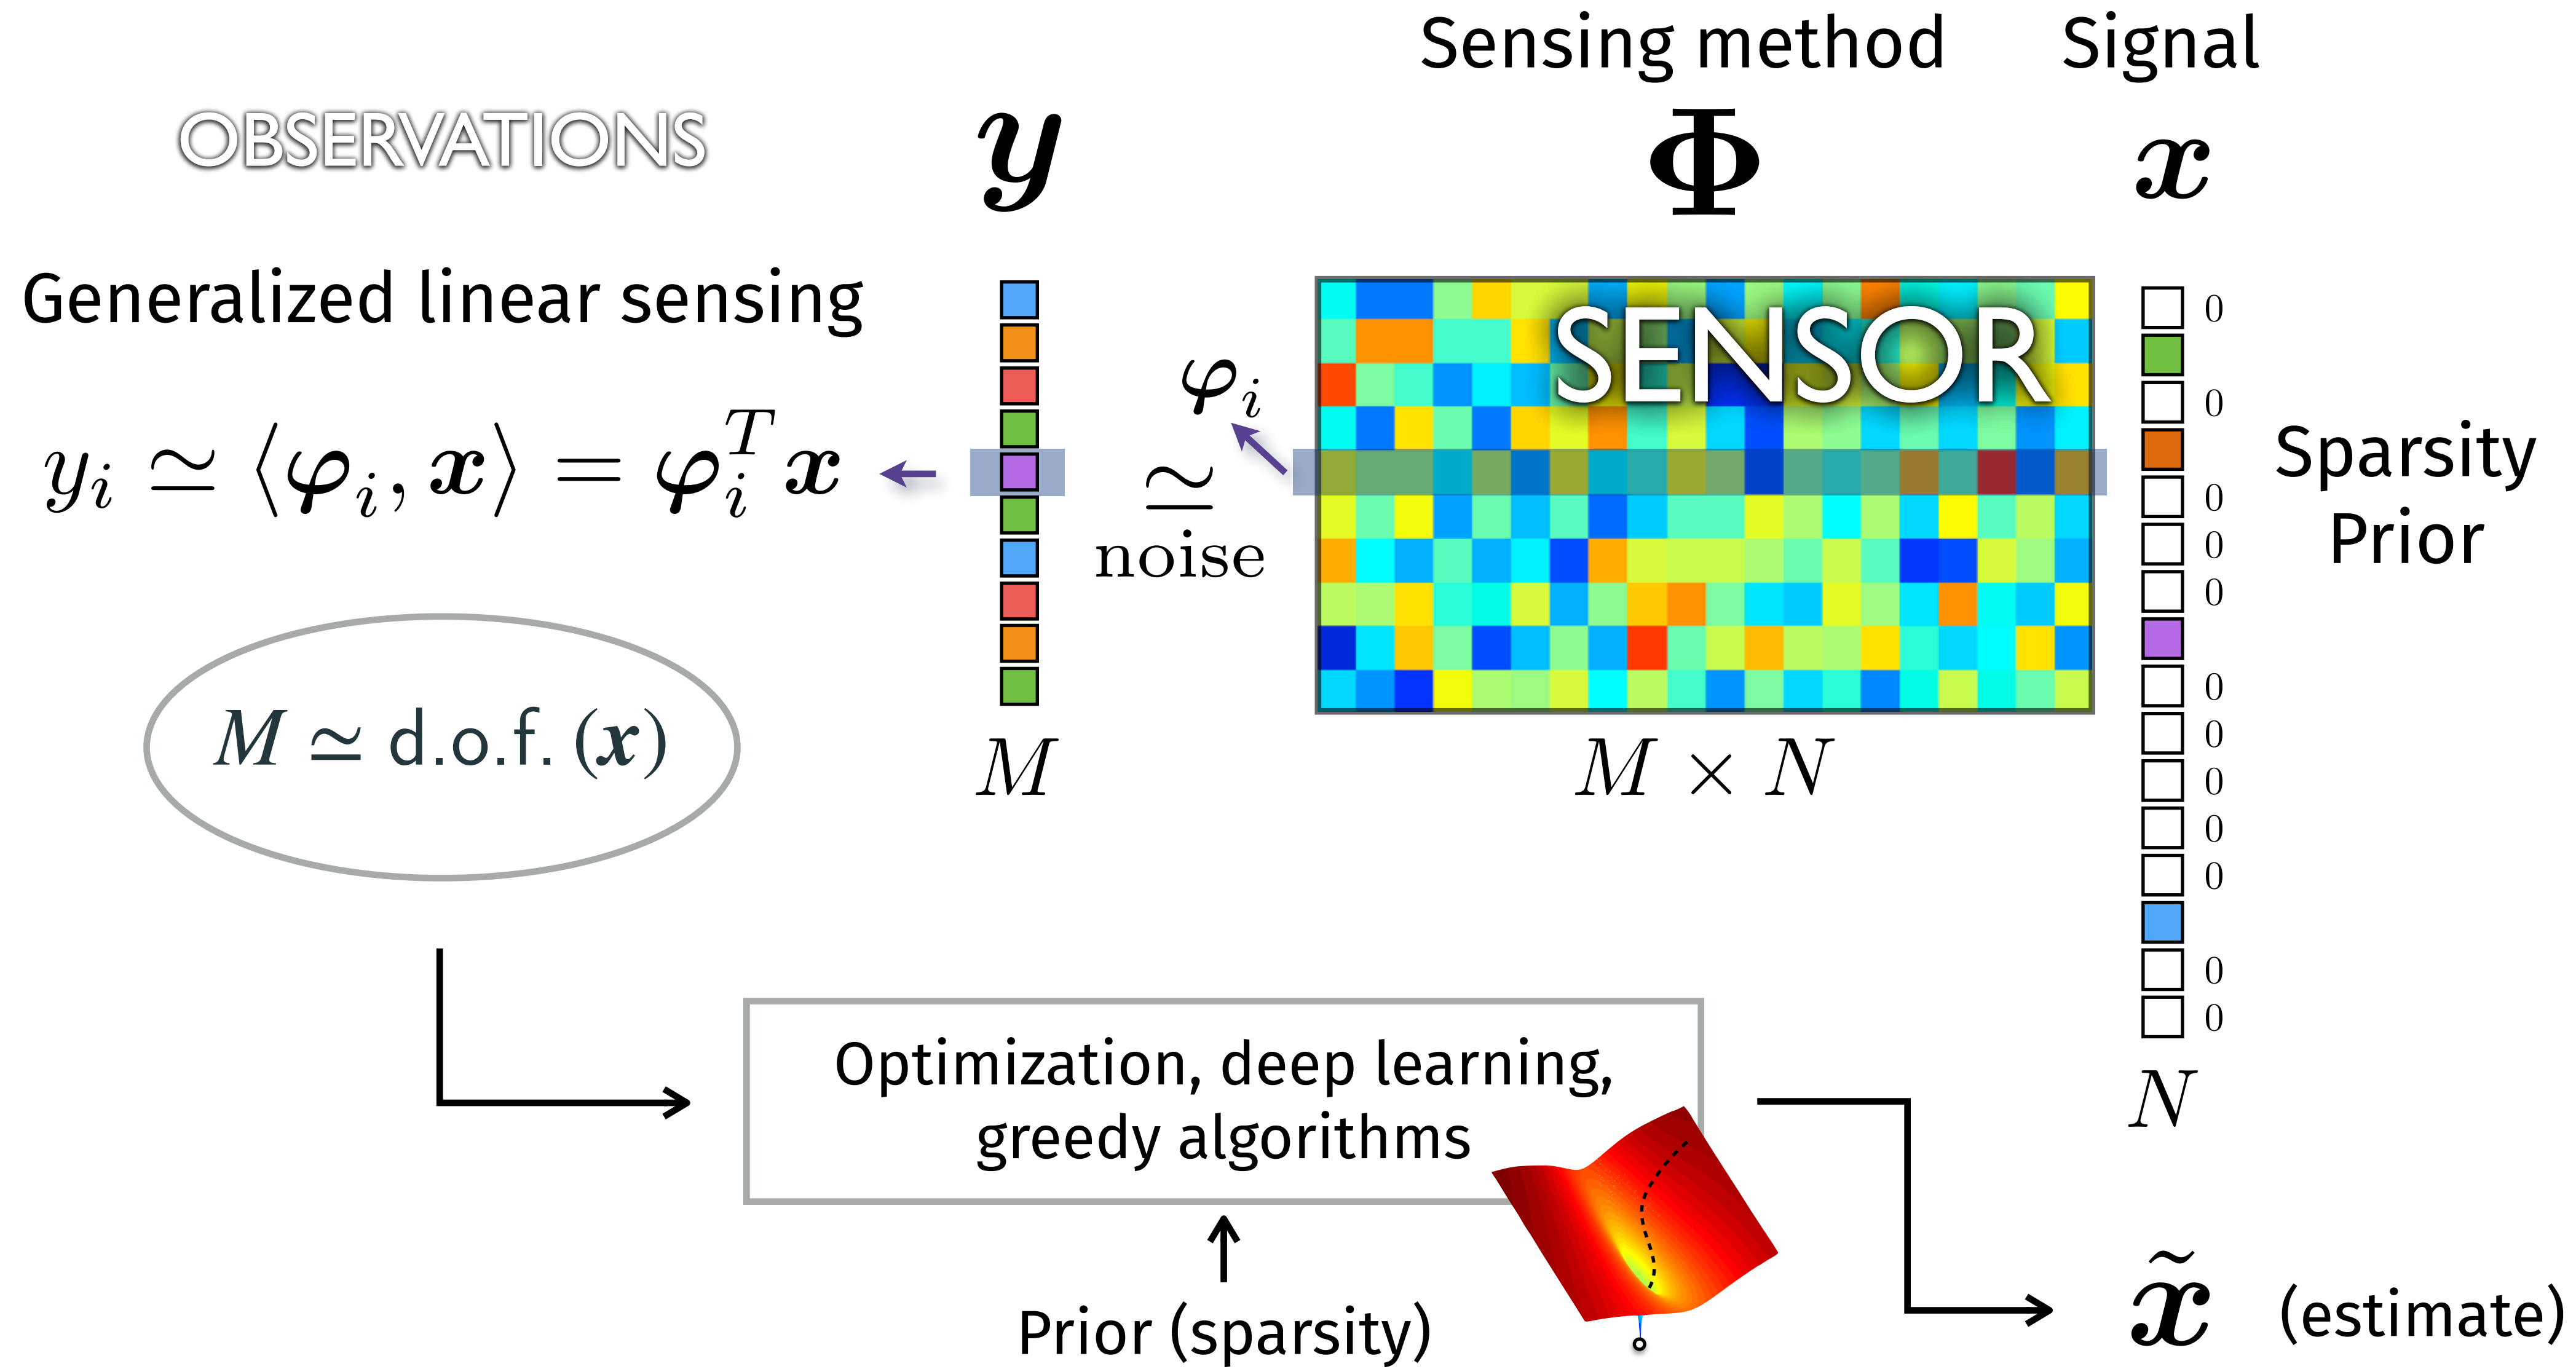 Sensing method
Signal
OBSERVATIONS
y
Φ
x
Generalized linear sensing
SENSOR
φ_i
y_i ≃ ⟨φ_i, x⟩ = φ_i^T x
≃
noise
Sparsity
Prior
0
0
0
0
0
0
0
0
0
0
0
0
M ≃ d.o.f. (x)
M
M × N
N
Optimization, deep learning,
greedy algorithms
Prior (sparsity)
x̃ (estimate)